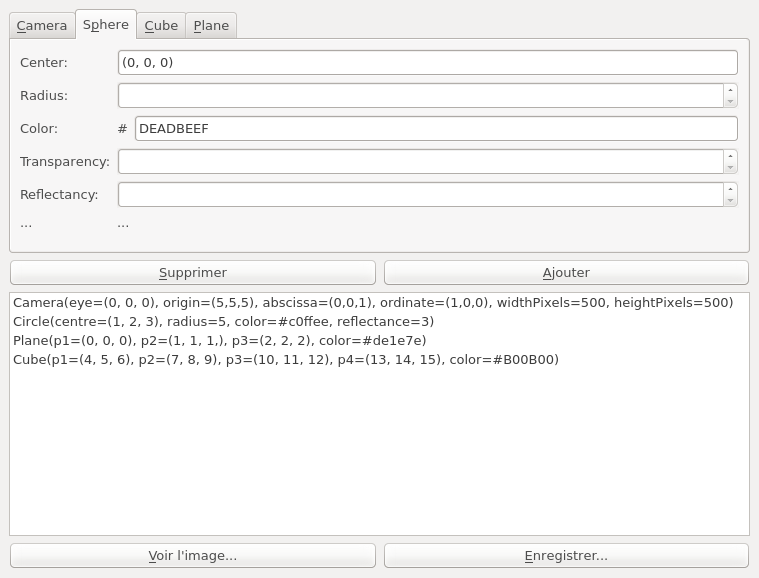 Camera Sphere Cube Plane
Center: (0, 0, 0)
Radius:
Color: # DEADBEEF
Transparency:
Reflectancy:
... ...
Supprimer Ajouter
Camera(eye=(0, 0, 0), origin=(5,5,5), abscissa=(0,0,1), ordinate=(1,0,0), widthPixels=500, heightPixels=500)
Circle(centre=(1, 2, 3), radius=5, color=#c0ffee, reflectance=3)
Plane(p1=(0, 0, 0), p2=(1, 1, 1,), p3=(2, 2, 2), color=#de1e7e)
Cube(p1=(4, 5, 6), p2=(7, 8, 9), p3=(10, 11, 12), p4=(13, 14, 15), color=#B00B00)
Voir l'image... Enregistrer...